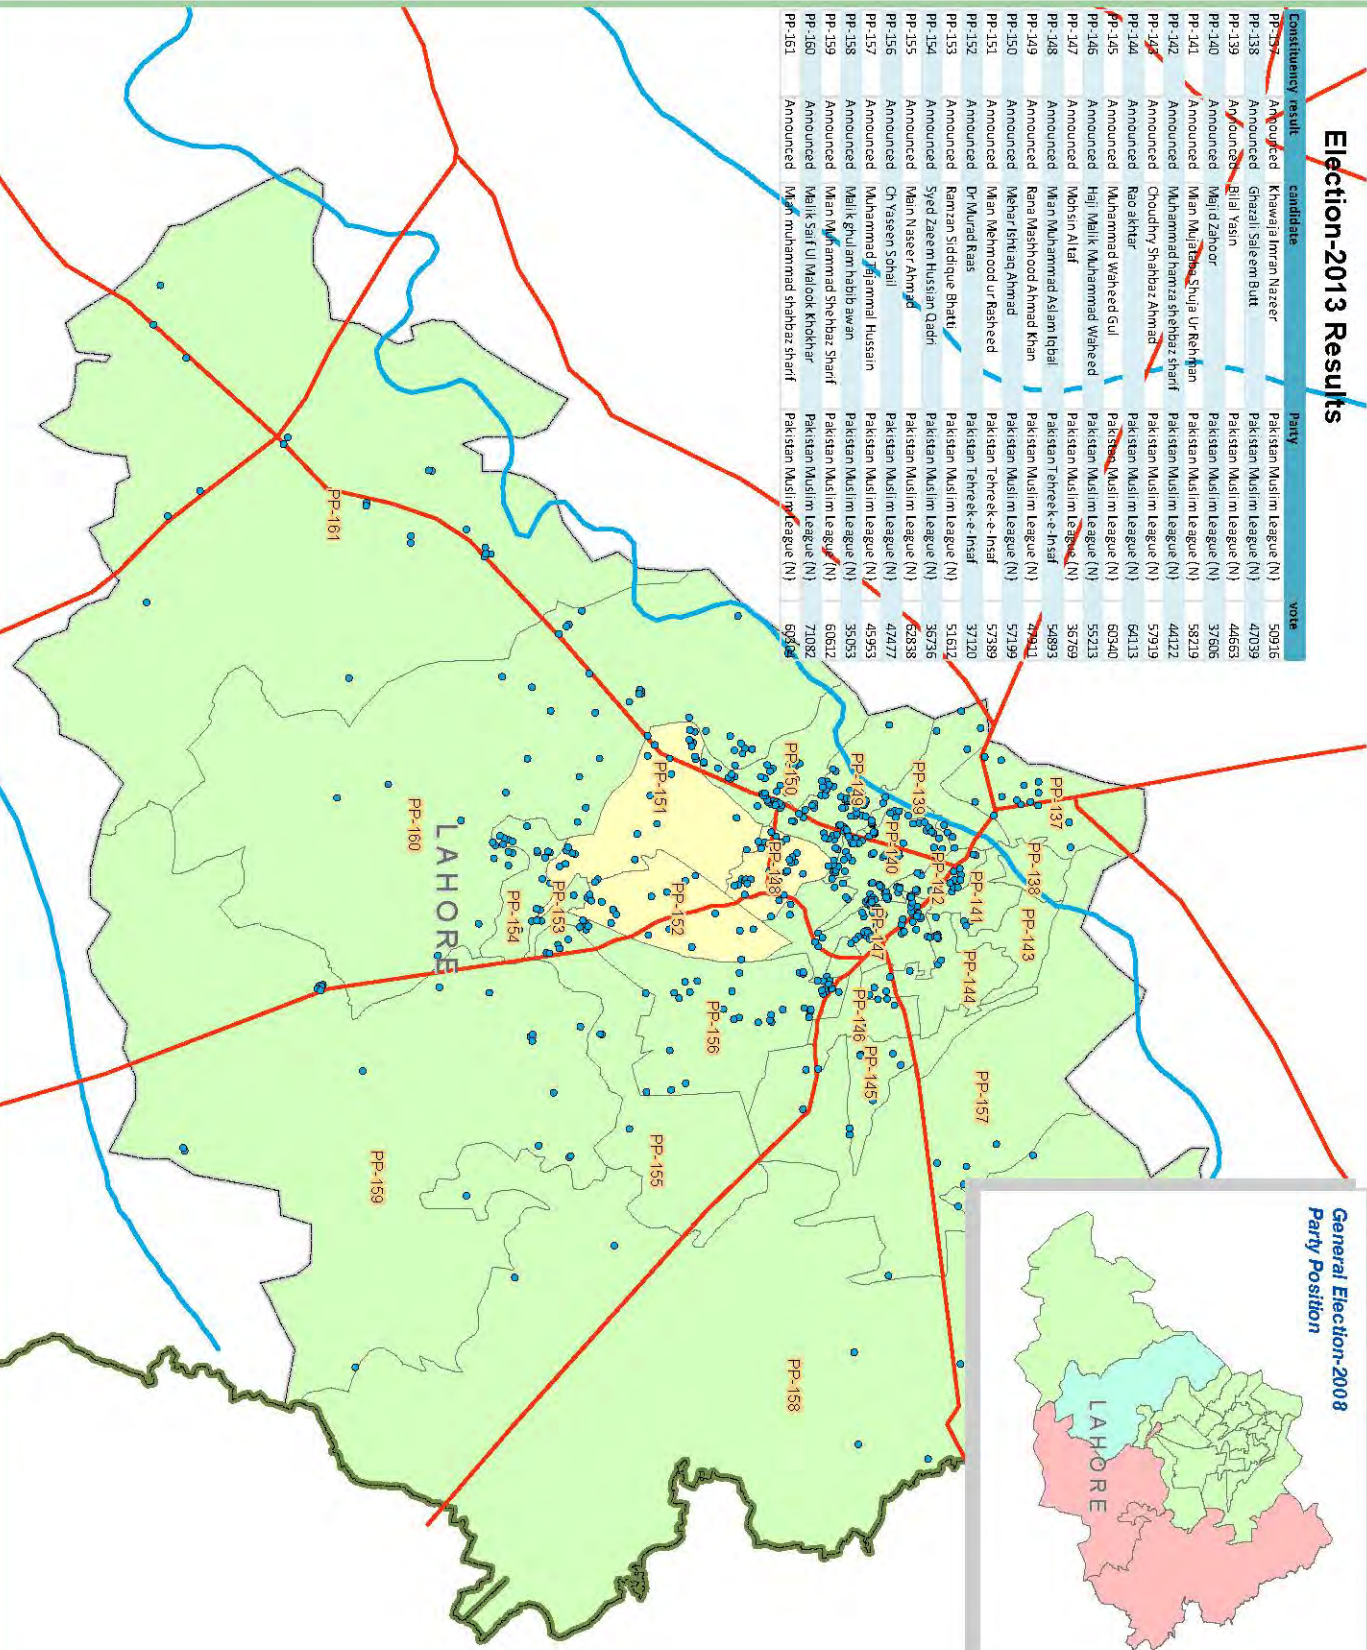 Election-2013 Results
Constituency result candidate Party vote
PP-137 Announced Khawaja Imran Nazeer Pakistan Muslim League (N) 50916
PP-138 Announced Ghazali Saleem Butt Pakistan Muslim League (N) 47039
PP-139 Announced Bilal Yasin Pakistan Muslim League (N) 44663
PP-140 Announced Majid Zahoor Pakistan Muslim League (N) 37606
PP-141 Announced Mian Mujataba Shuja Ur Rehman Pakistan Muslim League (N) 58219
PP-142 Announced Muhammad hamza shehbaz sharif Pakistan Muslim League (N) 44122
PP-143 Announced Choudhry Shahbaz Ahmad Pakistan Muslim League (N) 57919
PP-144 Announced Rao akhtar Pakistan Muslim League (N) 64113
PP-145 Announced Muhammad Waheed Gul Pakistan Muslim League (N) 60340
PP-146 Announced Haji Malik Muhammad Waheed Pakistan Muslim League (N) 55213
PP-147 Announced Mohsin Altaf Pakistan Muslim League (N) 36769
PP-148 Announced Mian Muhammad Aslam Iqbal Pakistan Tehreek-e-Insaf 54893
PP-149 Announced Rana Mashhood Ahmad Khan Pakistan Muslim League (N)
PP-150 Announced Mehar Ishtiaq Ahmad Pakistan Muslim League (N) 57199
PP-151 Announced Mian Mehmood ur Rasheed Pakistan Tehreek-e-Insaf 57389
PP-152 Announced Dr Murad Raas Pakistan Tehreek-e-Insaf 37120
PP-153 Announced Ramzan Siddique Bhatti Pakistan Muslim League (N) 51612
PP-154 Announced Syed Zaeem Hussian Qadri Pakistan Muslim League (N) 36736
PP-155 Announced Main Naseer Ahmad Pakistan Muslim League (N) 62838
PP-156 Announced Ch Yaseen Sohail Pakistan Muslim League (N) 47477
PP-157 Announced Muhammad Tajammal Hussain Pakistan Muslim League (N) 45953
PP-158 Announced Malik ghulam habib awan Pakistan Muslim League (N) 35053
PP-159 Announced Mian Muhammad Shehbaz Sharif Pakistan Muslim League (N) 60612
PP-160 Announced Malik Saif Ul Malook Khokhar Pakistan Muslim League (N) 71082
PP-161 Announced Mian muhammad shahbaz sharif Pakistan Muslim League (N)
General Election-2008
Party Position
LAHORE
PP-137
PP-138
PP-143
PP-139
PP-142
PP-141
PP-144
PP-157
PP-149
PP-140
PP-147
PP-146
PP-145
PP-150
PP-148
PP-156
PP-158
PP-151
PP-152
PP-155
PP-153
PP-154
LAHORE
PP-160
PP-159
PP-161